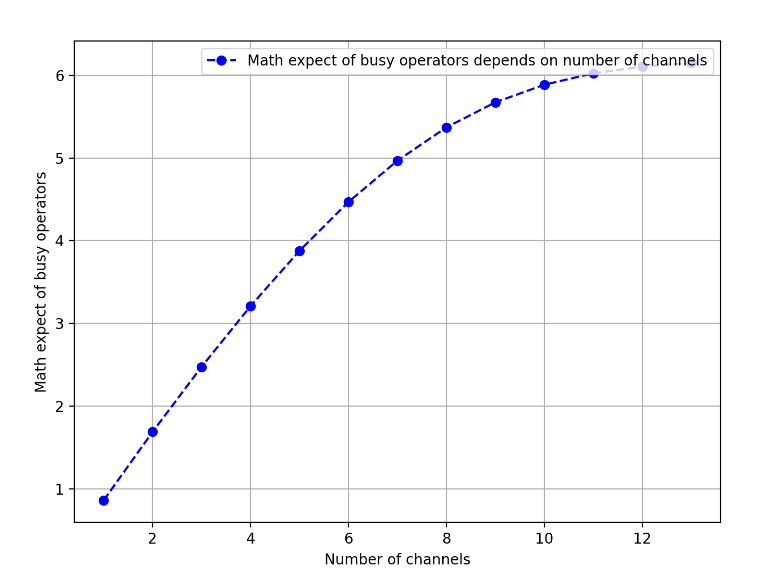 Math expect of busy operators depends on number of channels
6
5
4
3
2
1
Math expect of busy operators
2 4 6 8 10 12
Number of channels